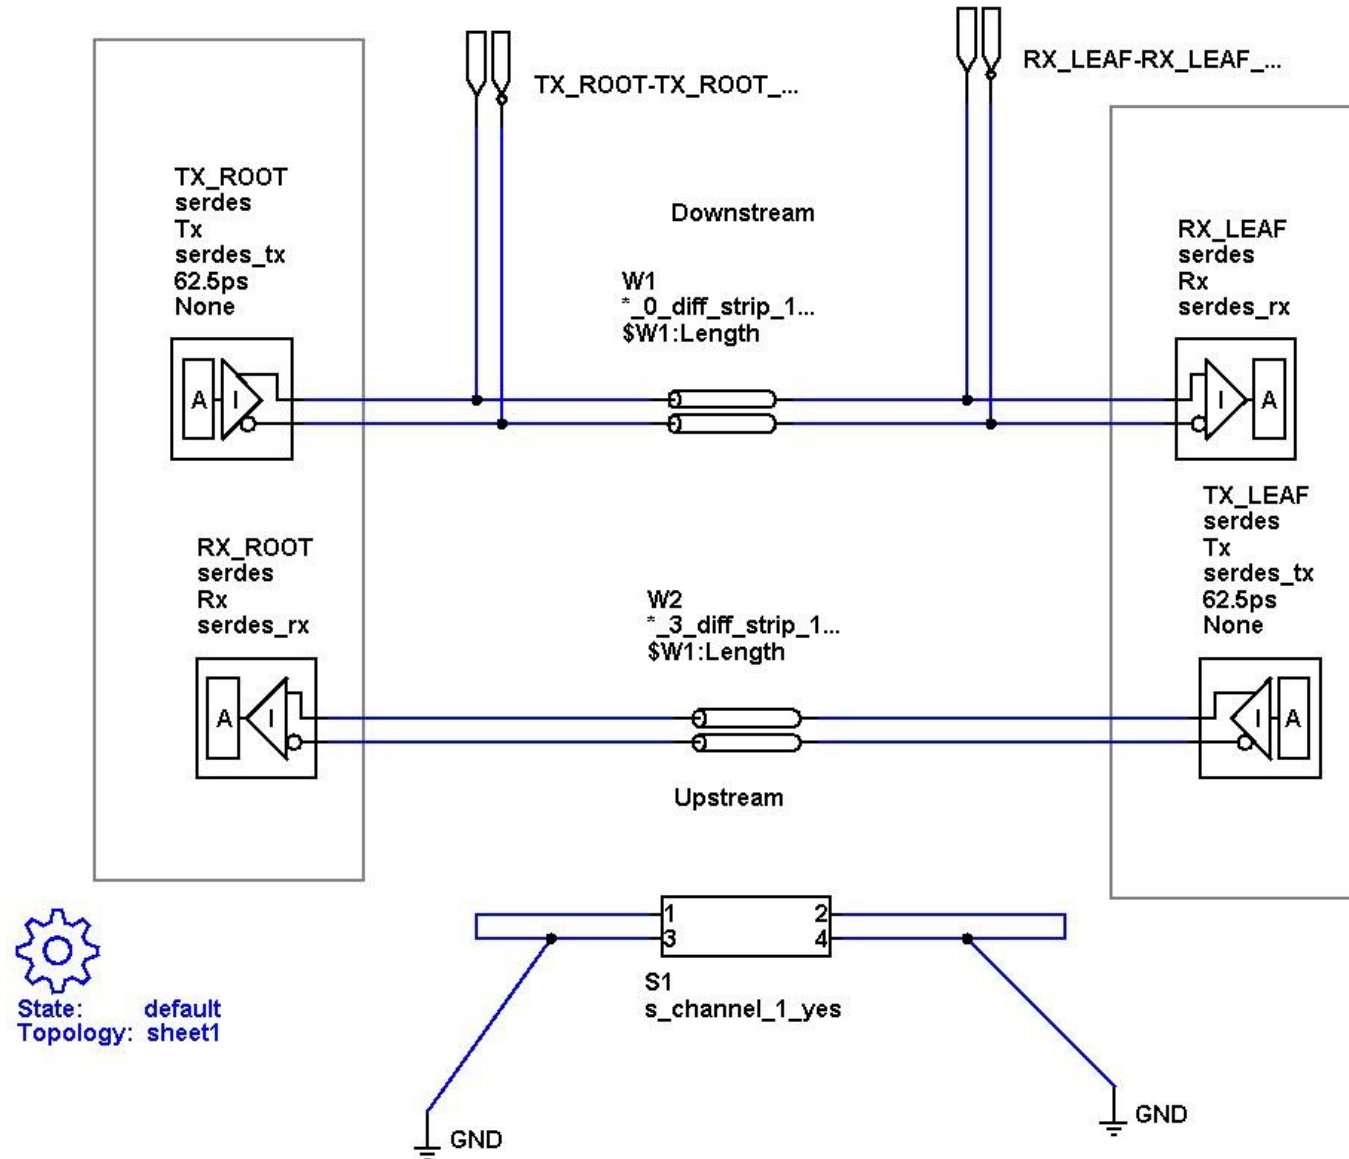 TX_ROOT-TX_ROOT_...
RX_LEAF-RX_LEAF_...
TX_ROOT
serdes
Tx
serdes_tx
62.5ps
None
A
I
Downstream
W1
*_0_diff_strip_1...
$W1:Length
RX_LEAF
serdes
Rx
serdes_rx
I
A
RX_ROOT
serdes
Rx
serdes_rx
A
I
W2
*_3_diff_strip_1...
$W1:Length
TX_LEAF
serdes
Tx
serdes_tx
62.5ps
None
I
A
Upstream
1 2
3 4
S1
s_channel_1_yes
State: default
Topology: sheet1
GND
GND